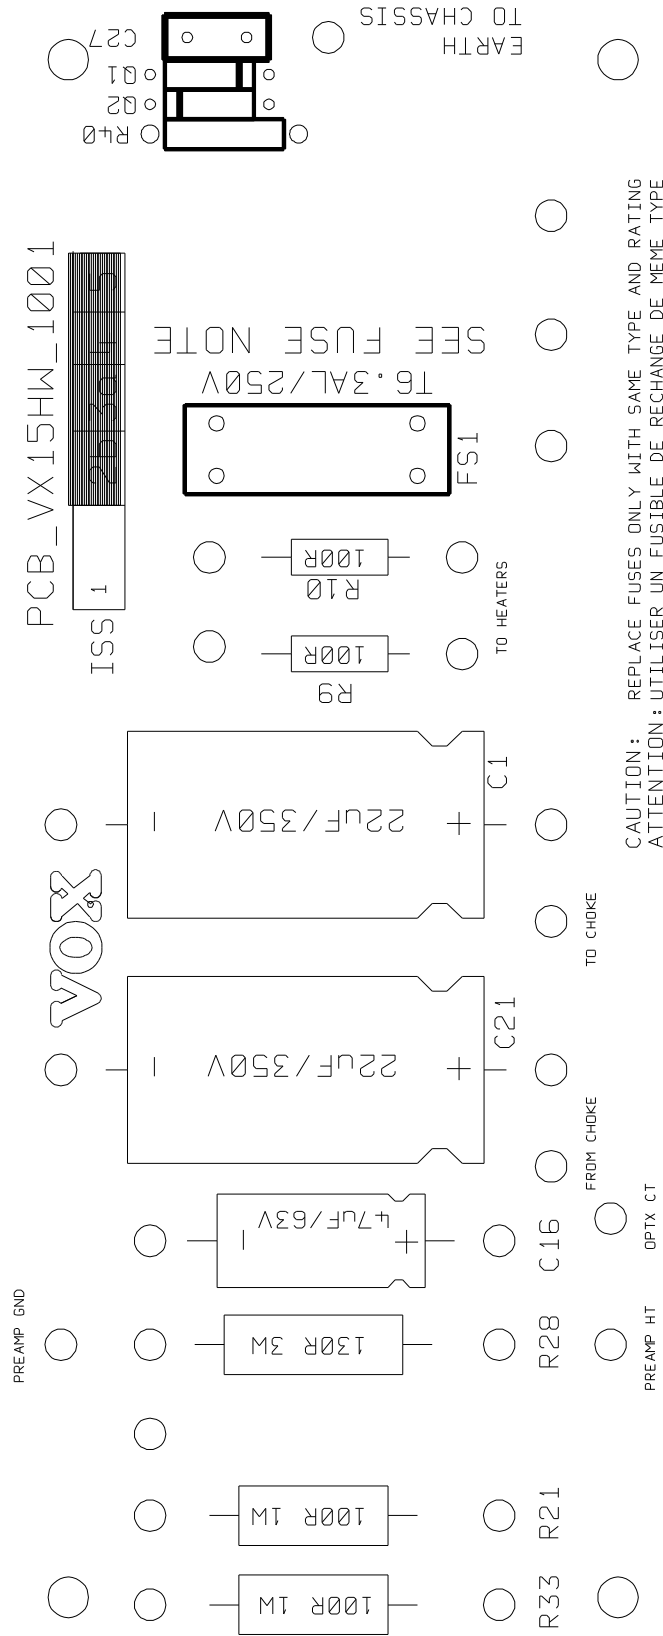 EARTH
TO CHASSIS
C27
Q1
Q2
R40
PCB_VX15HW_1001
ISS 1
SEE FUSE NOTE
T6.3AL/250V
FS1
100R
R10
100R
R9
TO HEATERS
CAUTION: REPLACE FUSES ONLY WITH SAME TYPE AND RATING
ATTENTION: UTILISER UN FUSIBLE DE RECHANGE DE MEME TYPE
22uF/350V
- +
C1
VOX
TO CHOKE
22uF/350V
- +
C21
FROM CHOKE
47uF/63V
- +
C16
OPTX CT
PREAMP GND
130R 3W
R28
PREAMP HT
100R 1W
R21
100R 1W
R33